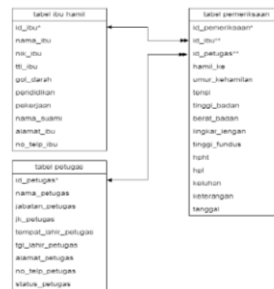 tabel ibu hamil
id_ibu*
nama_ibu
nik_ibu
ttl_ibu
gol_darah
pendidikan
pekerjaan
nama_suami
alamat_ibu
no_telp_ibu
tabel petugas
id_petugas*
nama_petugas
jabatan_petugas
jk_petugas
tempat_lahir_petugas
tgl_lahir_petugas
alamat_petugas
no_telp_petugas
status_petugas
tabel pemeriksaan
id_pemeriksaan*
id_ibu**
id_petugas**
hamil_ke
umur_kehamilan
tensi
tinggi_badan
berat_badan
lingkar_lengan
tinggi_fundus
hpht
hpl
keluhan
keterangan
tanggal